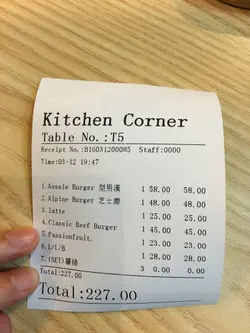 Kitchen Corner
Table No.:T5
Receipt No.:B160312000085 Staff:0000
Time:03-12 19:47
1.Aussie Burger 型男漢 1 58.00 58.00
2.Alpine Burger 芝士磨 1 48.00 48.00
3.latte 1 25.00 25.00
4.Classic Beef Burger 1 45.00 45.00
5.Passionfruit. 1 23.00 23.00
6.L/L/B 1 28.00 28.00
7.(SET)薯條 3 0.00 0.00
Total:227.00
Total:227.00